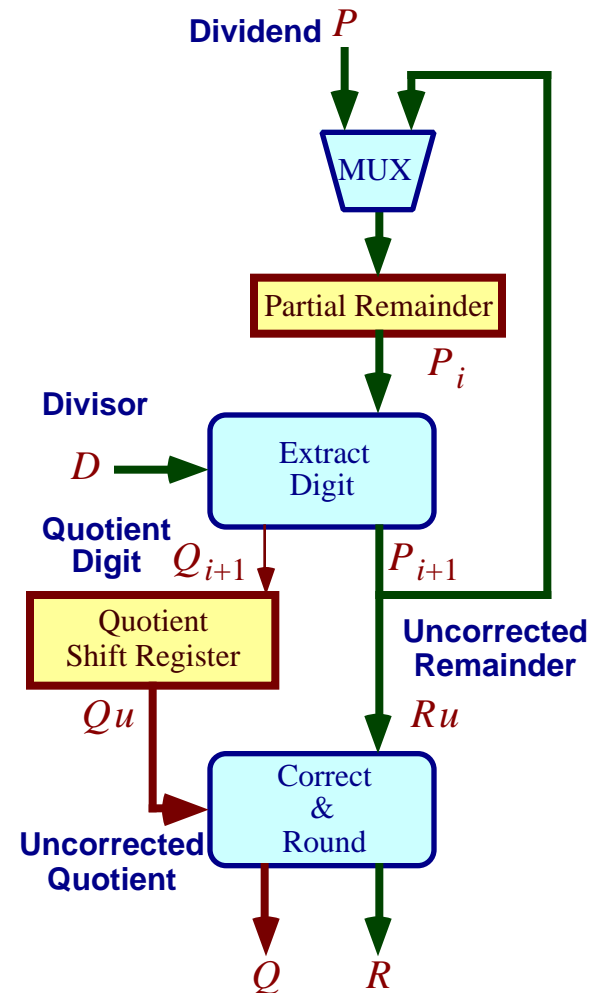 Dividend P
MUX
Partial Remainder
P_i
Divisor
D
Extract
Digit
Quotient
Digit
Q_{i+1}
P_{i+1}
Quotient
Shift Register
Uncorrected
Remainder
Qu
Ru
Correct
&
Round
Uncorrected
Quotient
Q
R